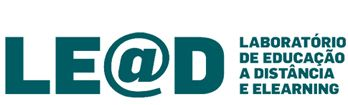 LE@D
LABORATÓRIO
DE EDUCAÇÃO
A DISTÂNCIA
E ELEARNING